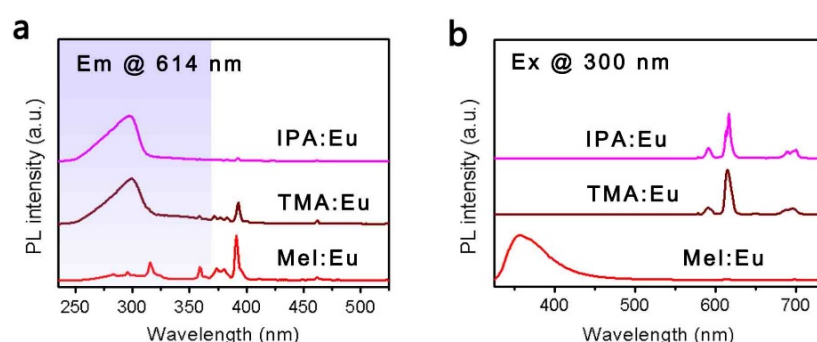 a
Em @ 614 nm
IPA:Eu
TMA:Eu
Mel:Eu
PL intensity (a.u.)
250 300 350 400 450 500
Wavelength (nm)
b
Ex @ 300 nm
IPA:Eu
TMA:Eu
Mel:Eu
PL intensity (a.u.)
400 500 600 700
Wavelength (nm)